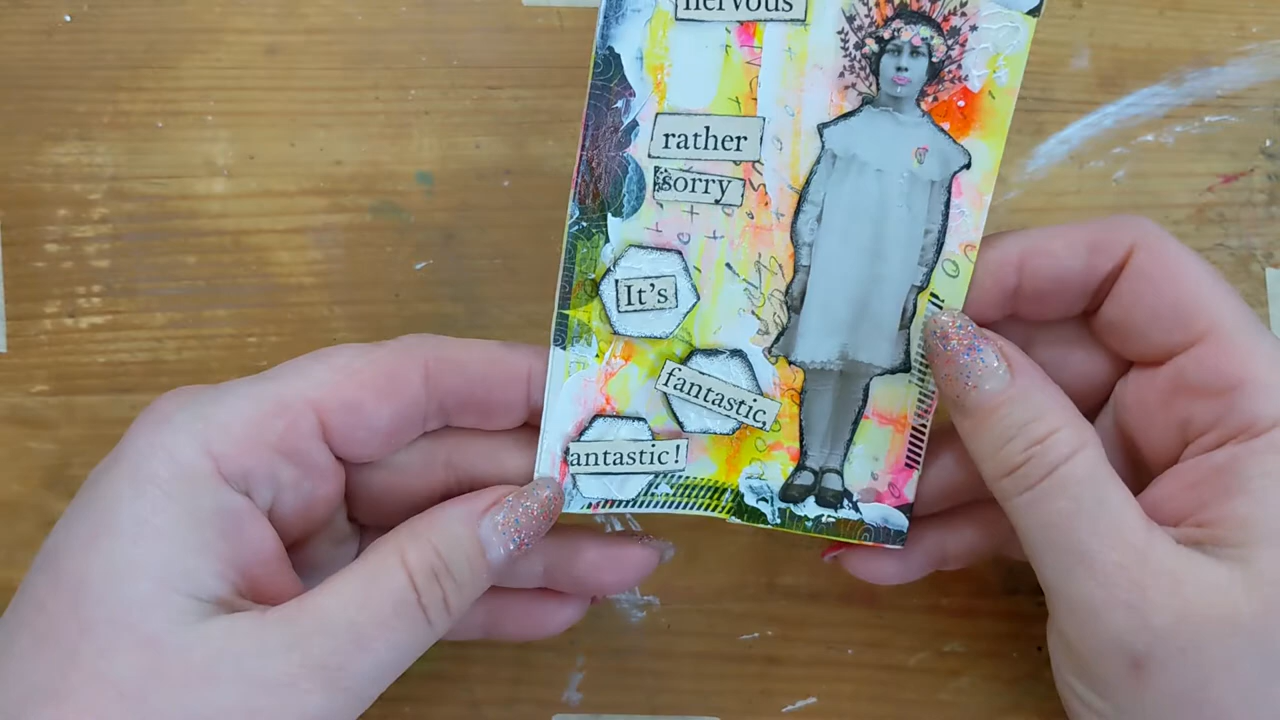 nervous
rather
sorry
It's
fantastic,
antastic!